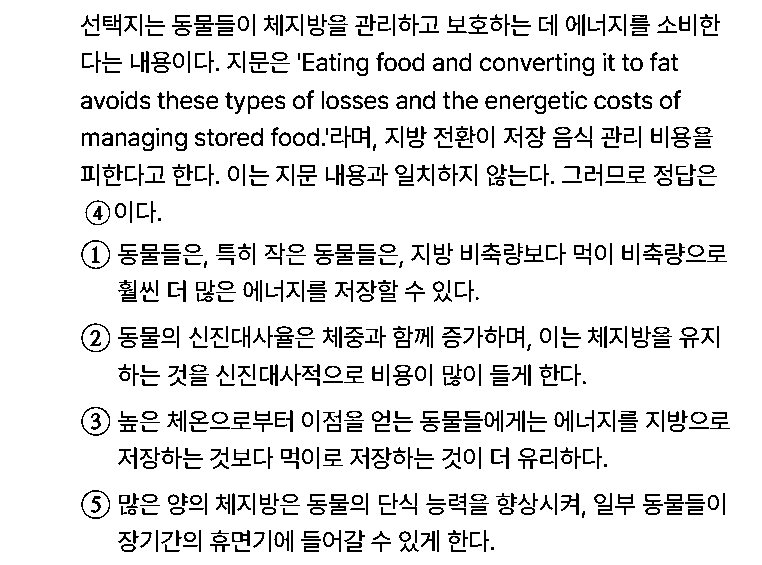 선택지는 동물들이 체지방을 관리하고 보호하는 데 에너지를 소비한
다는 내용이다. 지문은 'Eating food and converting it to fat
avoids these types of losses and the energetic costs of
managing stored food.'라며, 지방 전환이 저장 음식 관리 비용을
피한다고 한다. 이는 지문 내용과 일치하지 않는다. 그러므로 정답은
④이다.
① 동물들은, 특히 작은 동물들은, 지방 비축량보다 먹이 비축량으로
훨씬 더 많은 에너지를 저장할 수 있다.
② 동물의 신진대사율은 체중과 함께 증가하며, 이는 체지방을 유지
하는 것을 신진대사적으로 비용이 많이 들게 한다.
③ 높은 체온으로부터 이점을 얻는 동물들에게는 에너지를 지방으로
저장하는 것보다 먹이로 저장하는 것이 더 유리하다.
⑤ 많은 양의 체지방은 동물의 단식 능력을 향상시켜, 일부 동물들이
장기간의 휴면기에 들어갈 수 있게 한다.